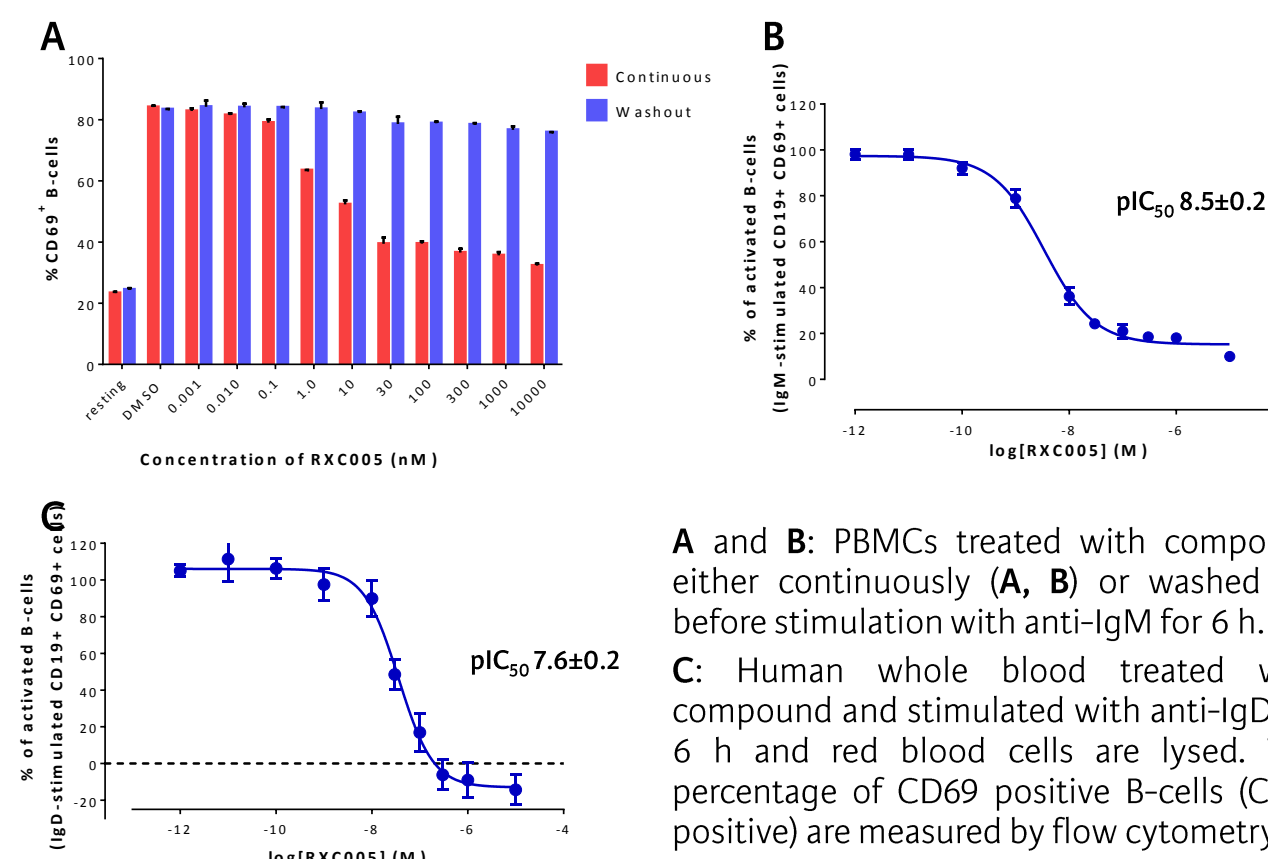 A
100
80
60
40
20
0
% CD69+ B-cells
resting
DMSO
0.001
0.010
0.1
1.0
10
30
100
300
1000
10000
Concentration of RXC005 (nM)
Continuous
Washout
B
% of activated B-cells
(IgM-stimulated CD19+ CD69+ cells)
120
100
80
60
40
20
0
-12
-10
-8
-6
log[RXC005] (M)
pIC50 8.5±0.2
C
% of activated B-cells
(IgD-stimulated CD19+ CD69+ cells)
120
100
80
60
40
20
0
-20
-12
-10
-8
-6
-4
log[RXC005] (M)
pIC50 7.6±0.2
A and B: PBMCs treated with compo
either continuously (A, B) or washed
before stimulation with anti-IgM for 6 h.
C: Human whole blood treated
compound and stimulated with anti-IgD
6 h and red blood cells are lysed.
percentage of CD69 positive B-cells (C
positive) are measured by flow cytometry